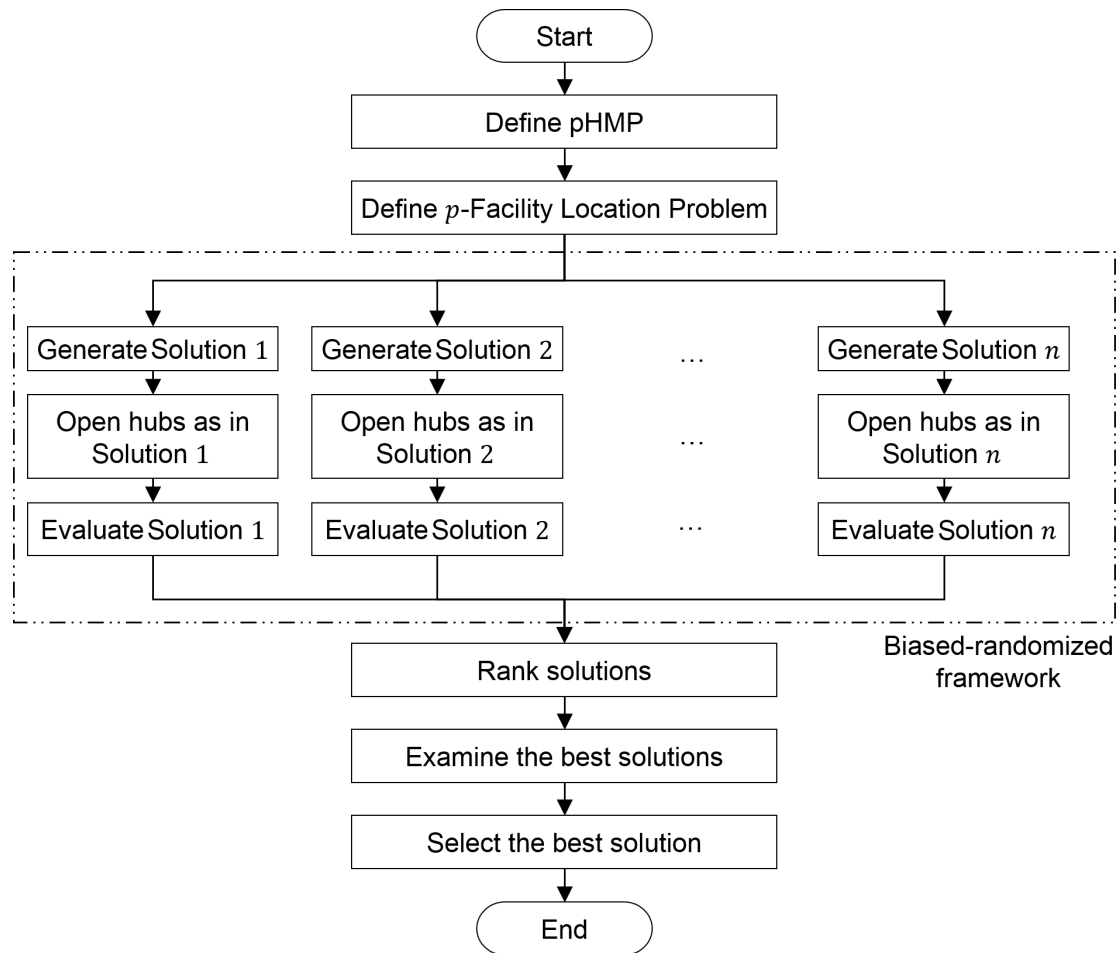 Start
Define pHMP
Define p-Facility Location Problem
Generate Solution 1
Generate Solution 2
...
Generate Solution n
Open hubs as in
Solution 1
Open hubs as in
Solution 2
...
Open hubs as in
Solution n
Evaluate Solution 1
Evaluate Solution 2
...
Evaluate Solution n
Biased-randomized
framework
Rank solutions
Examine the best solutions
Select the best solution
End